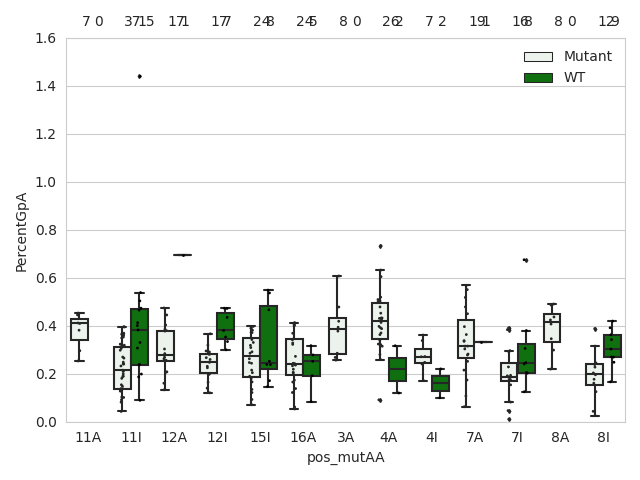 7 0 37 15 17 1 17 7 24 8 24 5 8 0 26 2 7 2 19 1 16 8 8 0 12 9
1.6
Mutant
WT
1.4
1.2
1.0
0.8
0.6
0.4
0.2
0.0
PercentGpA
11A 11I 12A 12I 15I 16A 3A 4A 4I 7A 7I 8A 8I
pos_mutAA